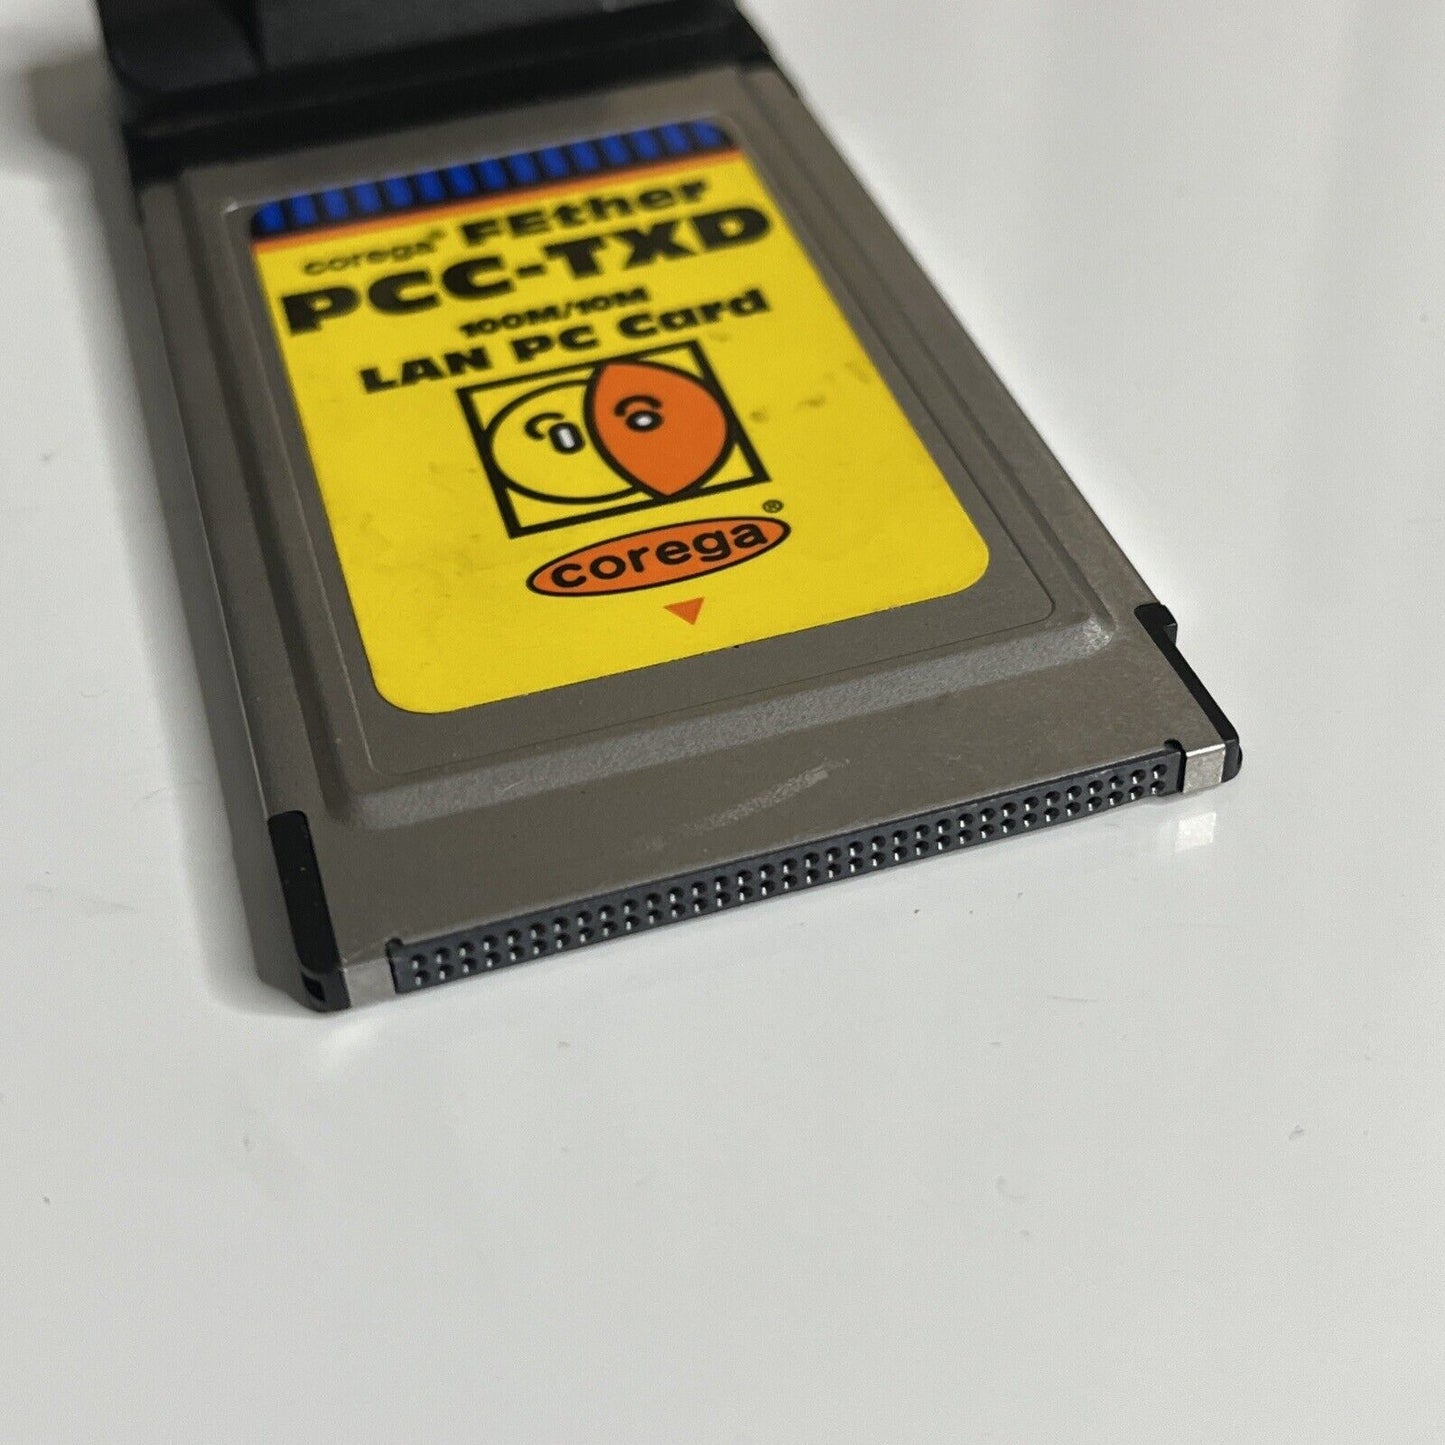 corega® FEther
PCC-TXD
100M/10M
LAN PC Card
corega®